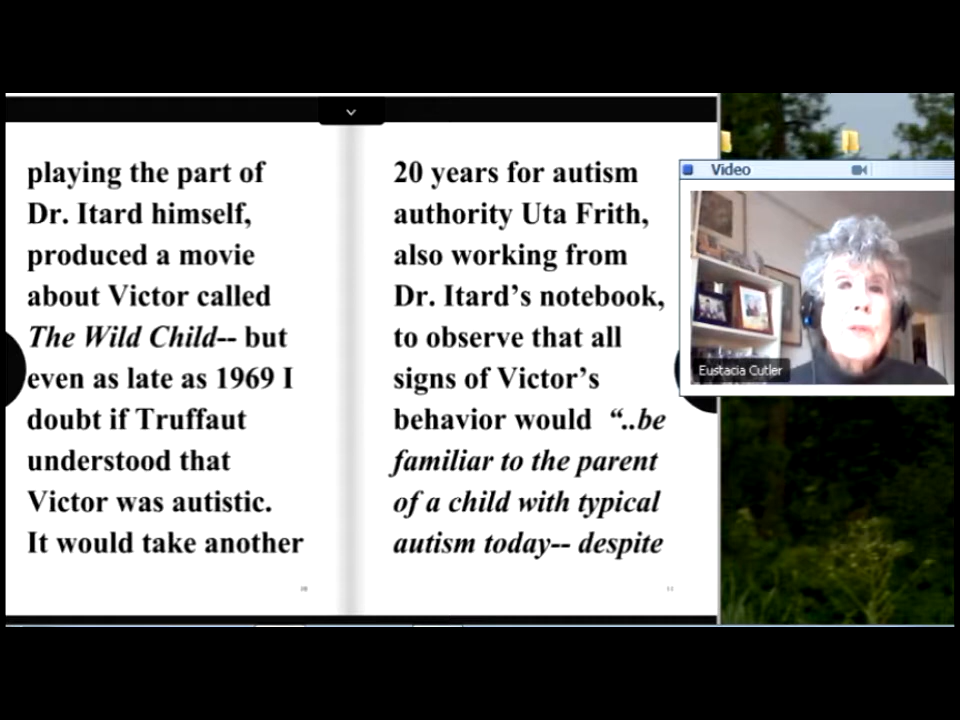 playing the part of
Dr. Itard himself,
produced a movie
about Victor called
The Wild Child-- but
even as late as 1969 I
doubt if Truffaut
understood that
Victor was autistic.
It would take another
20 years for autism
authority Uta Frith,
also working from
Dr. Itard’s notebook,
to observe that all
signs of Victor’s
behavior would “..be
familiar to the parent
of a child with typical
autism today-- despite
11
Video
Eustacia Cutler